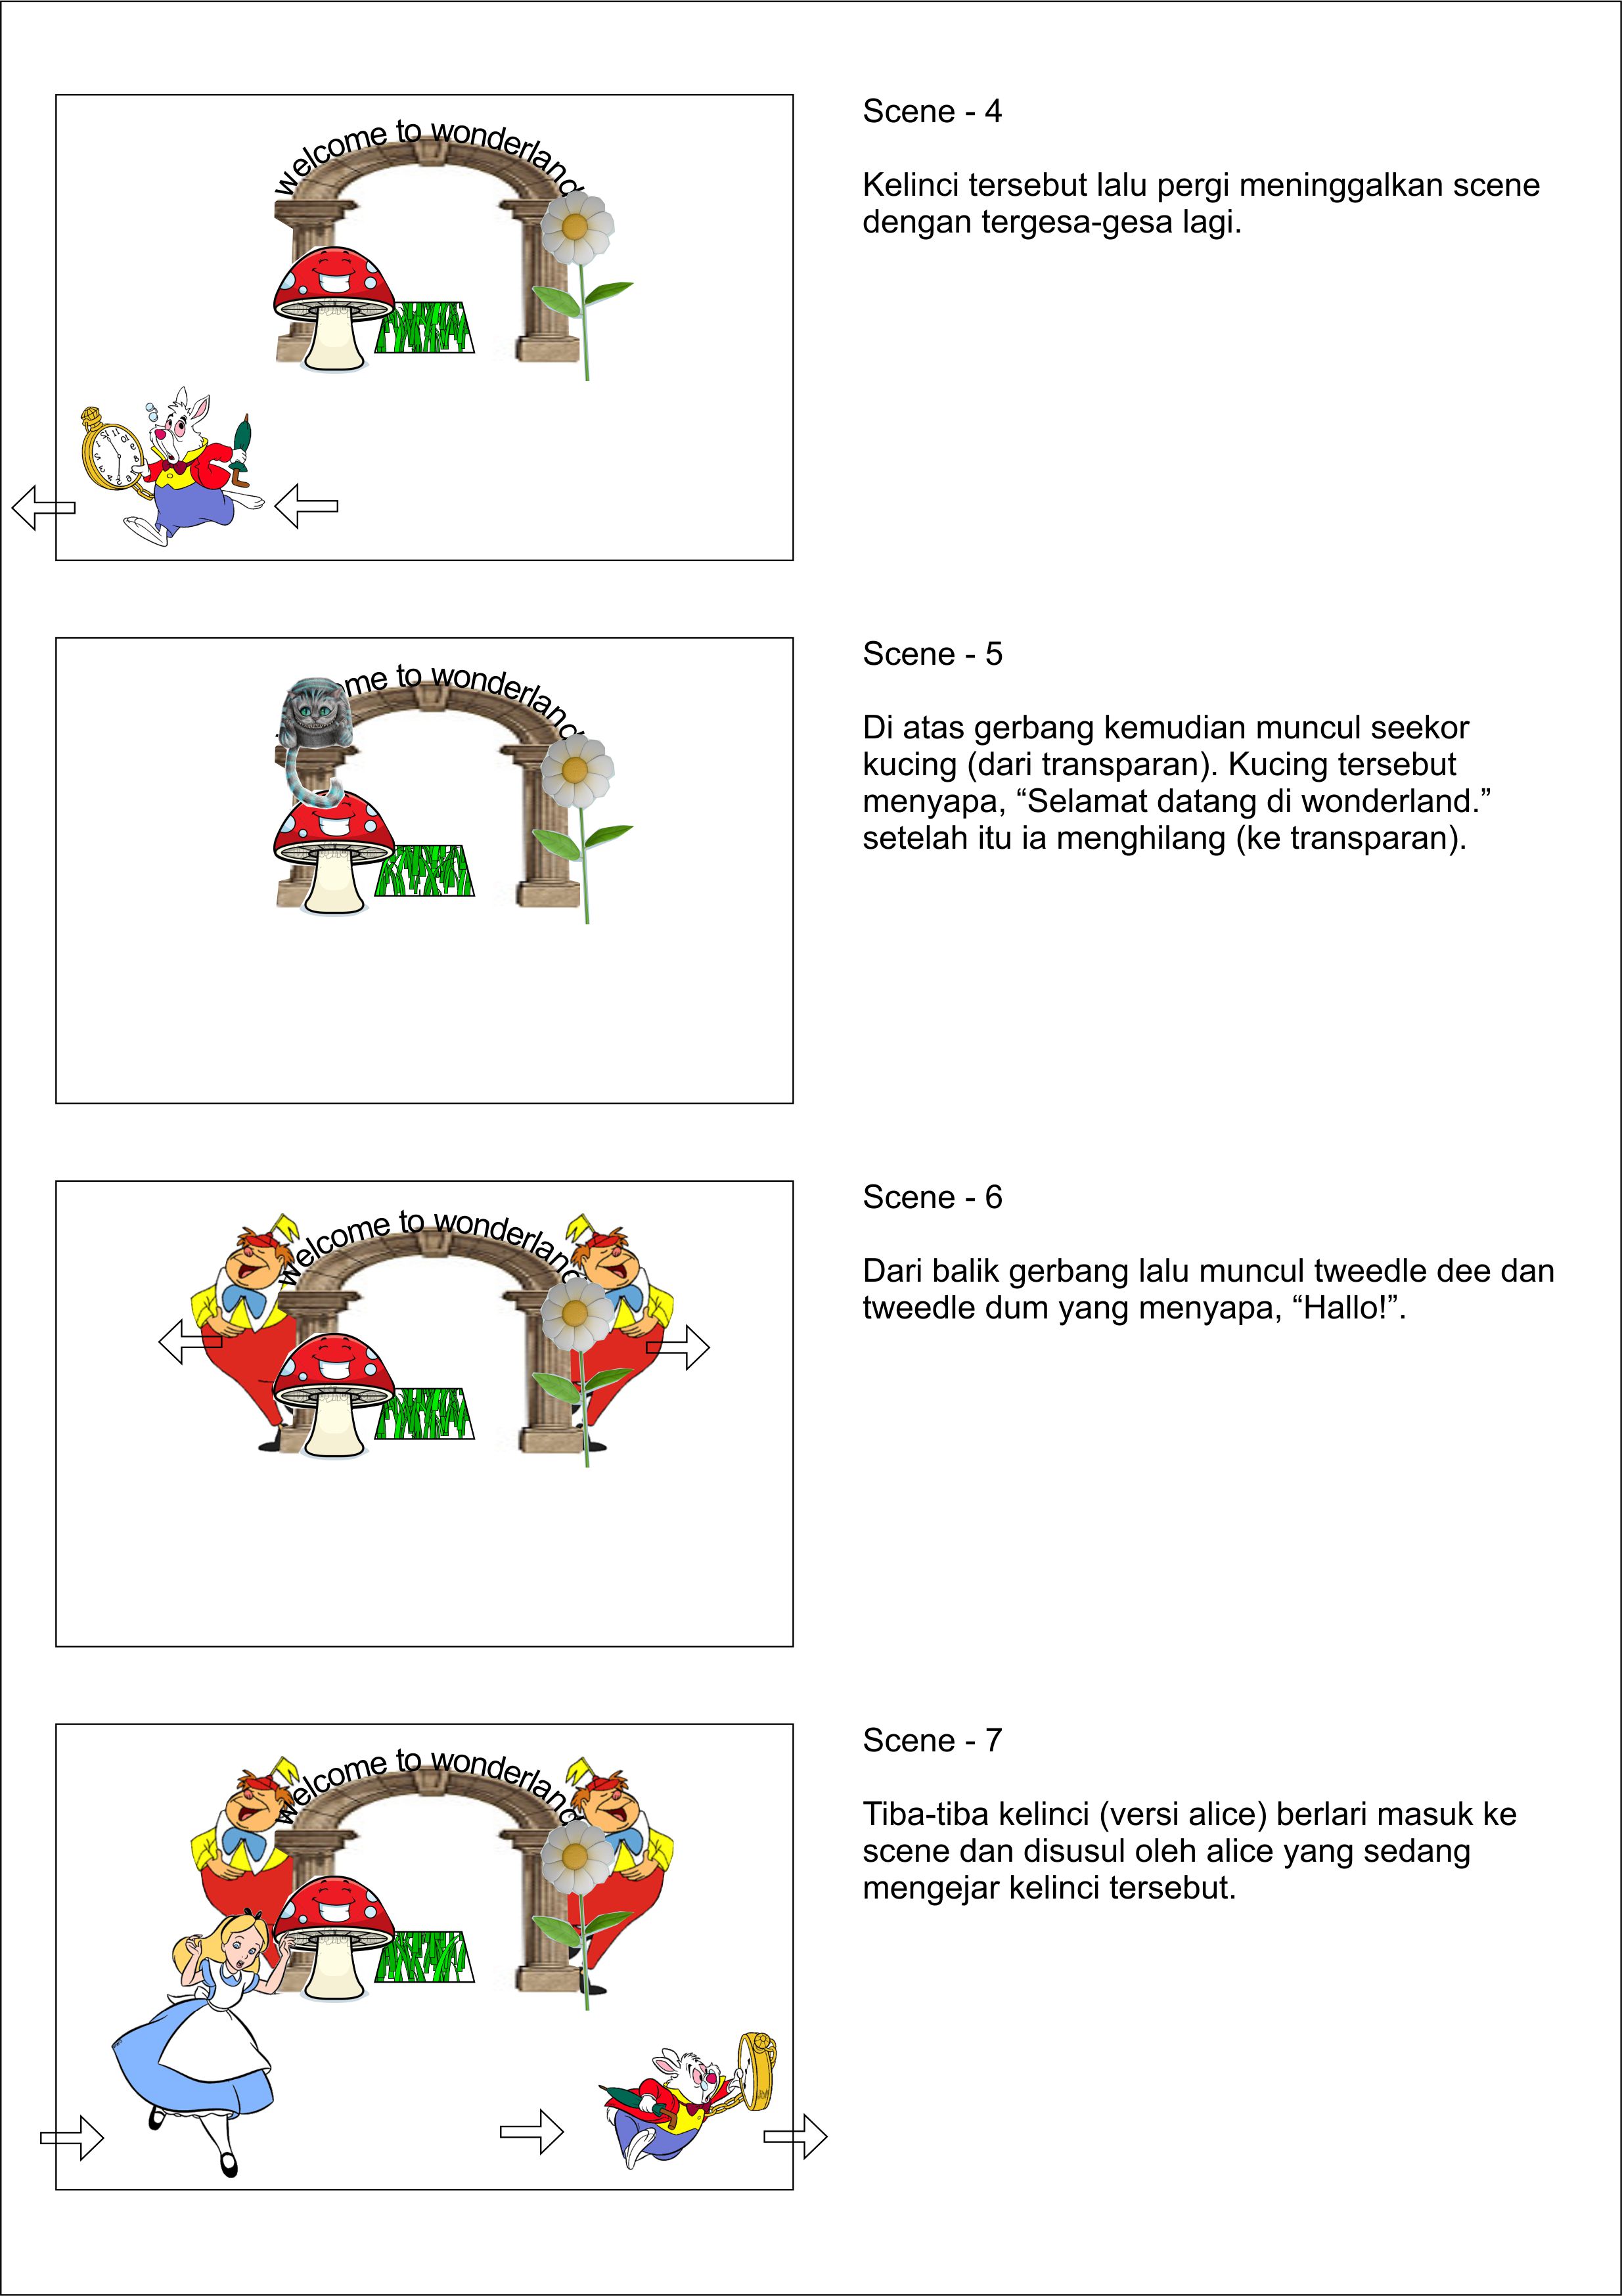 welcome to wonderland
Scene - 4
Kelinci tersebut lalu pergi meninggalkan scene
dengan tergesa-gesa lagi.
ome to wonderland
Scene - 5
Di atas gerbang kemudian muncul seekor
kucing (dari transparan). Kucing tersebut
menyapa, “Selamat datang di wonderland.”
setelah itu ia menghilang (ke transparan).
welcome to wonderland
Scene - 6
Dari balik gerbang lalu muncul tweedle dee dan
tweedle dum yang menyapa, “Hallo!”.
welcome to wonderland
Scene - 7
Tiba-tiba kelinci (versi alice) berlari masuk ke
scene dan disusul oleh alice yang sedang
mengejar kelinci tersebut.